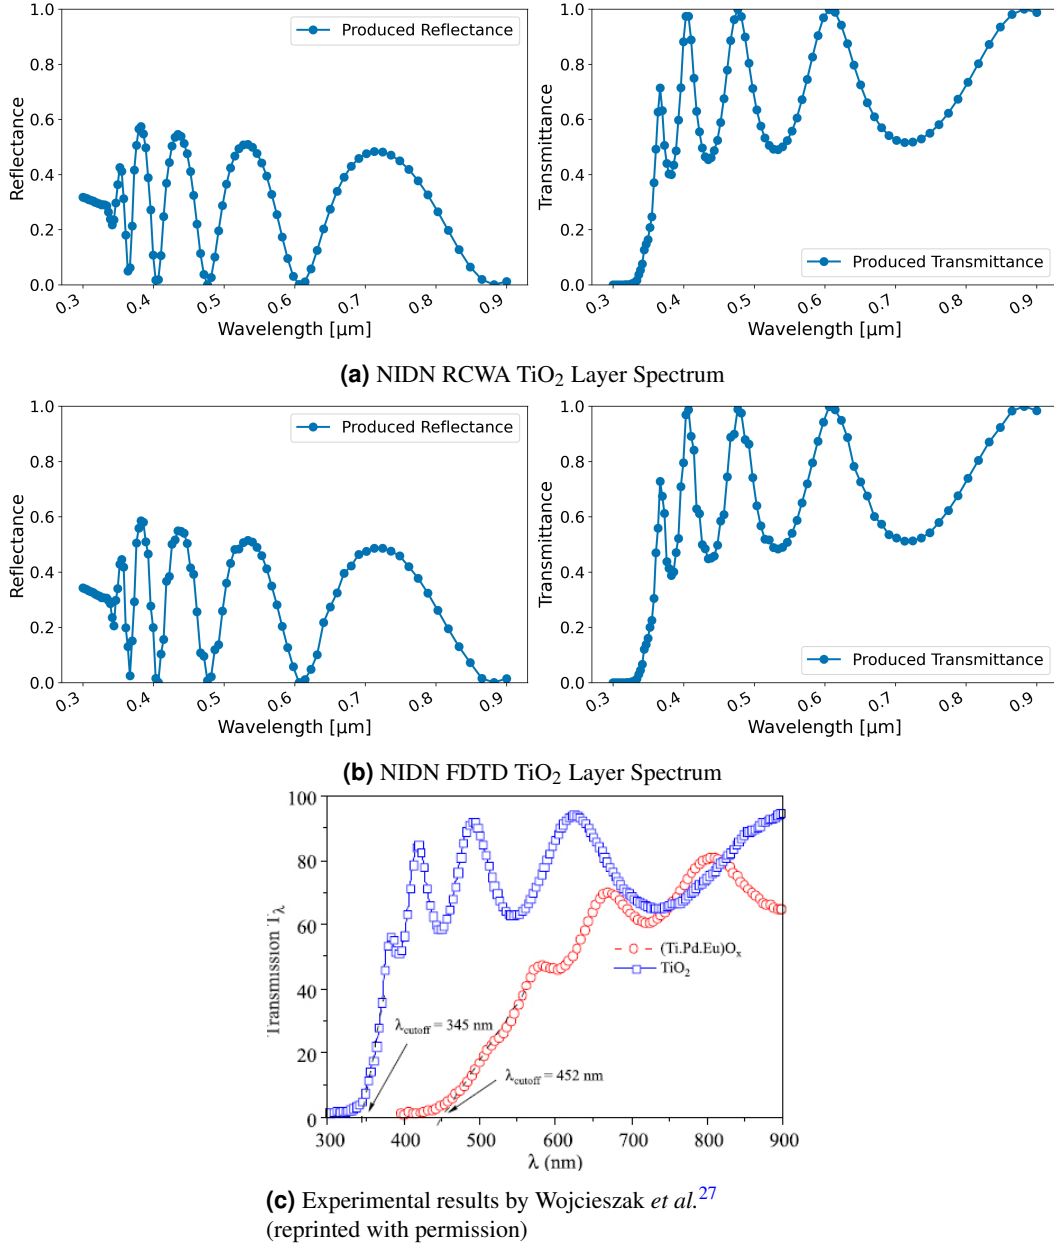 1.0
0.8
0.6
0.4
0.2
0.0
Reflectance
Produced Reflectance
0.3
0.4
0.5
0.6
0.7
0.8
0.9
Wavelength [µm]
1.0
0.8
0.6
0.4
0.2
0.0
Transmittance
Produced Transmittance
0.3
0.4
0.5
0.6
0.7
0.8
0.9
Wavelength [µm]
(a) NIDN RCWA TiO₂ Layer Spectrum
1.0
0.8
0.6
0.4
0.2
0.0
Reflectance
Produced Reflectance
0.3
0.4
0.5
0.6
0.7
0.8
0.9
Wavelength [µm]
1.0
0.8
0.6
0.4
0.2
0.0
Transmittance
Produced Transmittance
0.3
0.4
0.5
0.6
0.7
0.8
0.9
Wavelength [µm]
(b) NIDN FDTD TiO₂ Layer Spectrum
100
80
60
40
20
0
Transmission T_λ
(Ti.Pd.Eu)Oₓ
TiO₂
λcutoff = 345 nm
λcutoff = 452 nm
300
400
500
600
700
800
900
λ (nm)
(c) Experimental results by Wojcieszak et al.²⁷
(reprinted with permission)